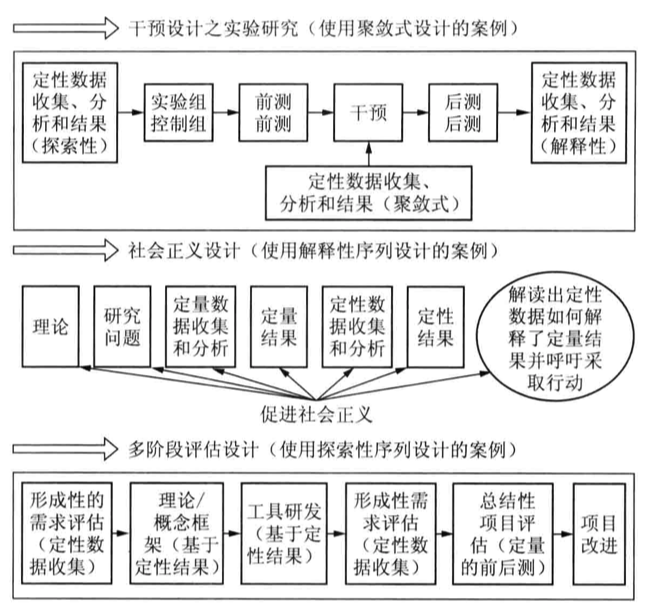 干预设计之实验研究（使用聚敛式设计的案例）
定性数据
收集、分
析和结果
（探索性）
实验组
控制组
前测
前测
干预
后测
后测
定性数据
收集、分
析和结果
（解释性）
定性数据收集、
分析和结果（聚敛式）
社会正义设计（使用解释性序列设计的案例）
理论
研究
问题
定量数
据收集
和分析
定量
结果
定性数
据收集
和分析
定性
结果
解读出定性
数据如何解
释了定量结
果并呼吁采
取行动
促进社会正义
多阶段评估设计（使用探索性序列设计的案例）
形成性的
需求评估
（定性数
据收集）
理论/
概念框
架（基于
定性结果）
工具研发
（基于定
性结果）
形成性需
求评估
（定性数
据收集）
总结性
项目评
估（定量
的前后测）
项目
改进